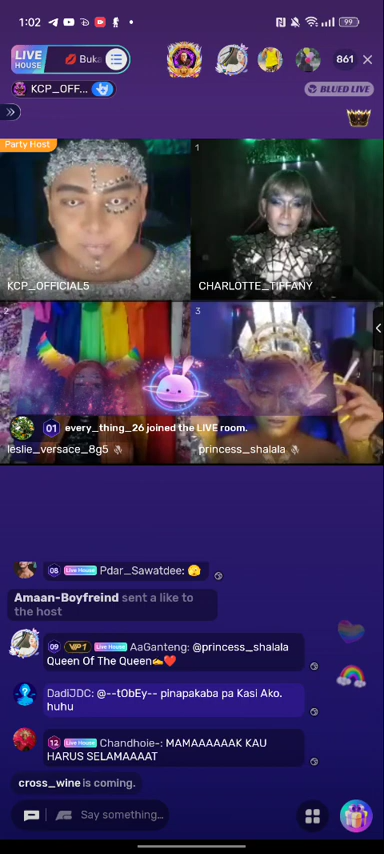 1:02
99
LIVE
HOUSE
Buka
861
KCP_OFF...
BLUED LIVE
Party Host
1
KCP_OFFICIAL5
CHARLOTTE_TIFFANY
2
3
01 every_thing_26 joined the LIVE room.
leslie_versace_8g5
princess_shalala
08 Live House Pdar_Sawatdee: 🫣
Amaan-Boyfreind sent a like to
the host
09 VIP1 Live House AaGanteng: @princess_shalala
Queen Of The Queen✍️❤️
DadiJDC: @--tObEy-- pinapakaba pa Kasi Ako.
huhu
12 Live House Chandhoie-: MAMAAAAAAK KAU
HARUS SELAMAAAAT
cross_wine is coming.
Say something...